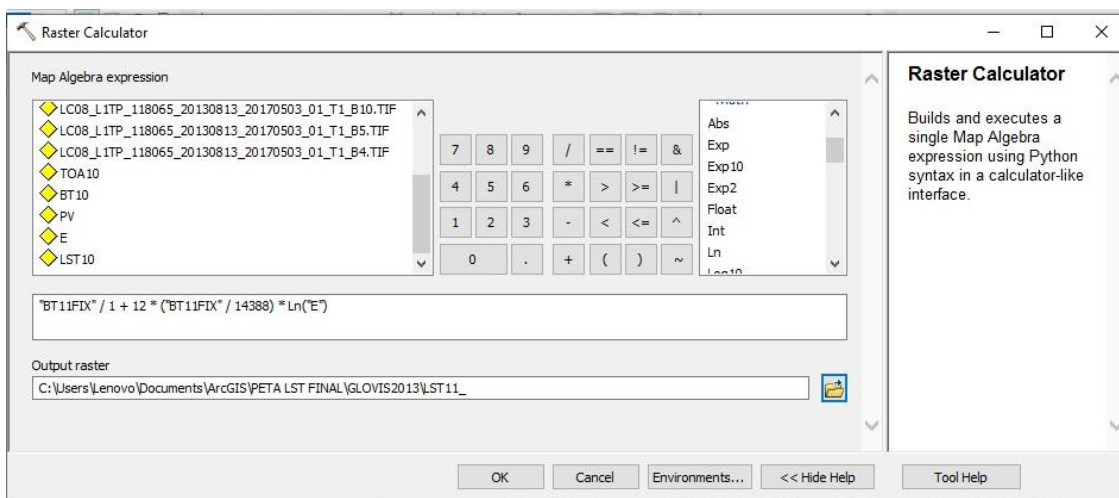 Raster Calculator
Map Algebra expression
LC08_L1TP_118065_20130813_20170503_01_T1_B10.TIF
LC08_L1TP_118065_20130813_20170503_01_T1_B5.TIF
LC08_L1TP_118065_20130813_20170503_01_T1_B4.TIF
TOA10
BT10
PV
E
LST10
7 8 9 / == != &
4 5 6 * > >= |
1 2 3 - < <= ^
0 . + ( ) ~
Math
Abs
Exp
Exp10
Exp2
Float
Int
Ln
Log10
"BT11FIX" / 1 + 12 * ("BT11FIX" / 14388) * Ln("E")
Output raster
C:\Users\Lenovo\Documents\ArcGIS\PETA LST FINAL\GLOVIS2013\LST11_
OK Cancel Environments... << Hide Help Tool Help
Raster Calculator
Builds and executes a
single Map Algebra
expression using Python
syntax in a calculator-like
interface.